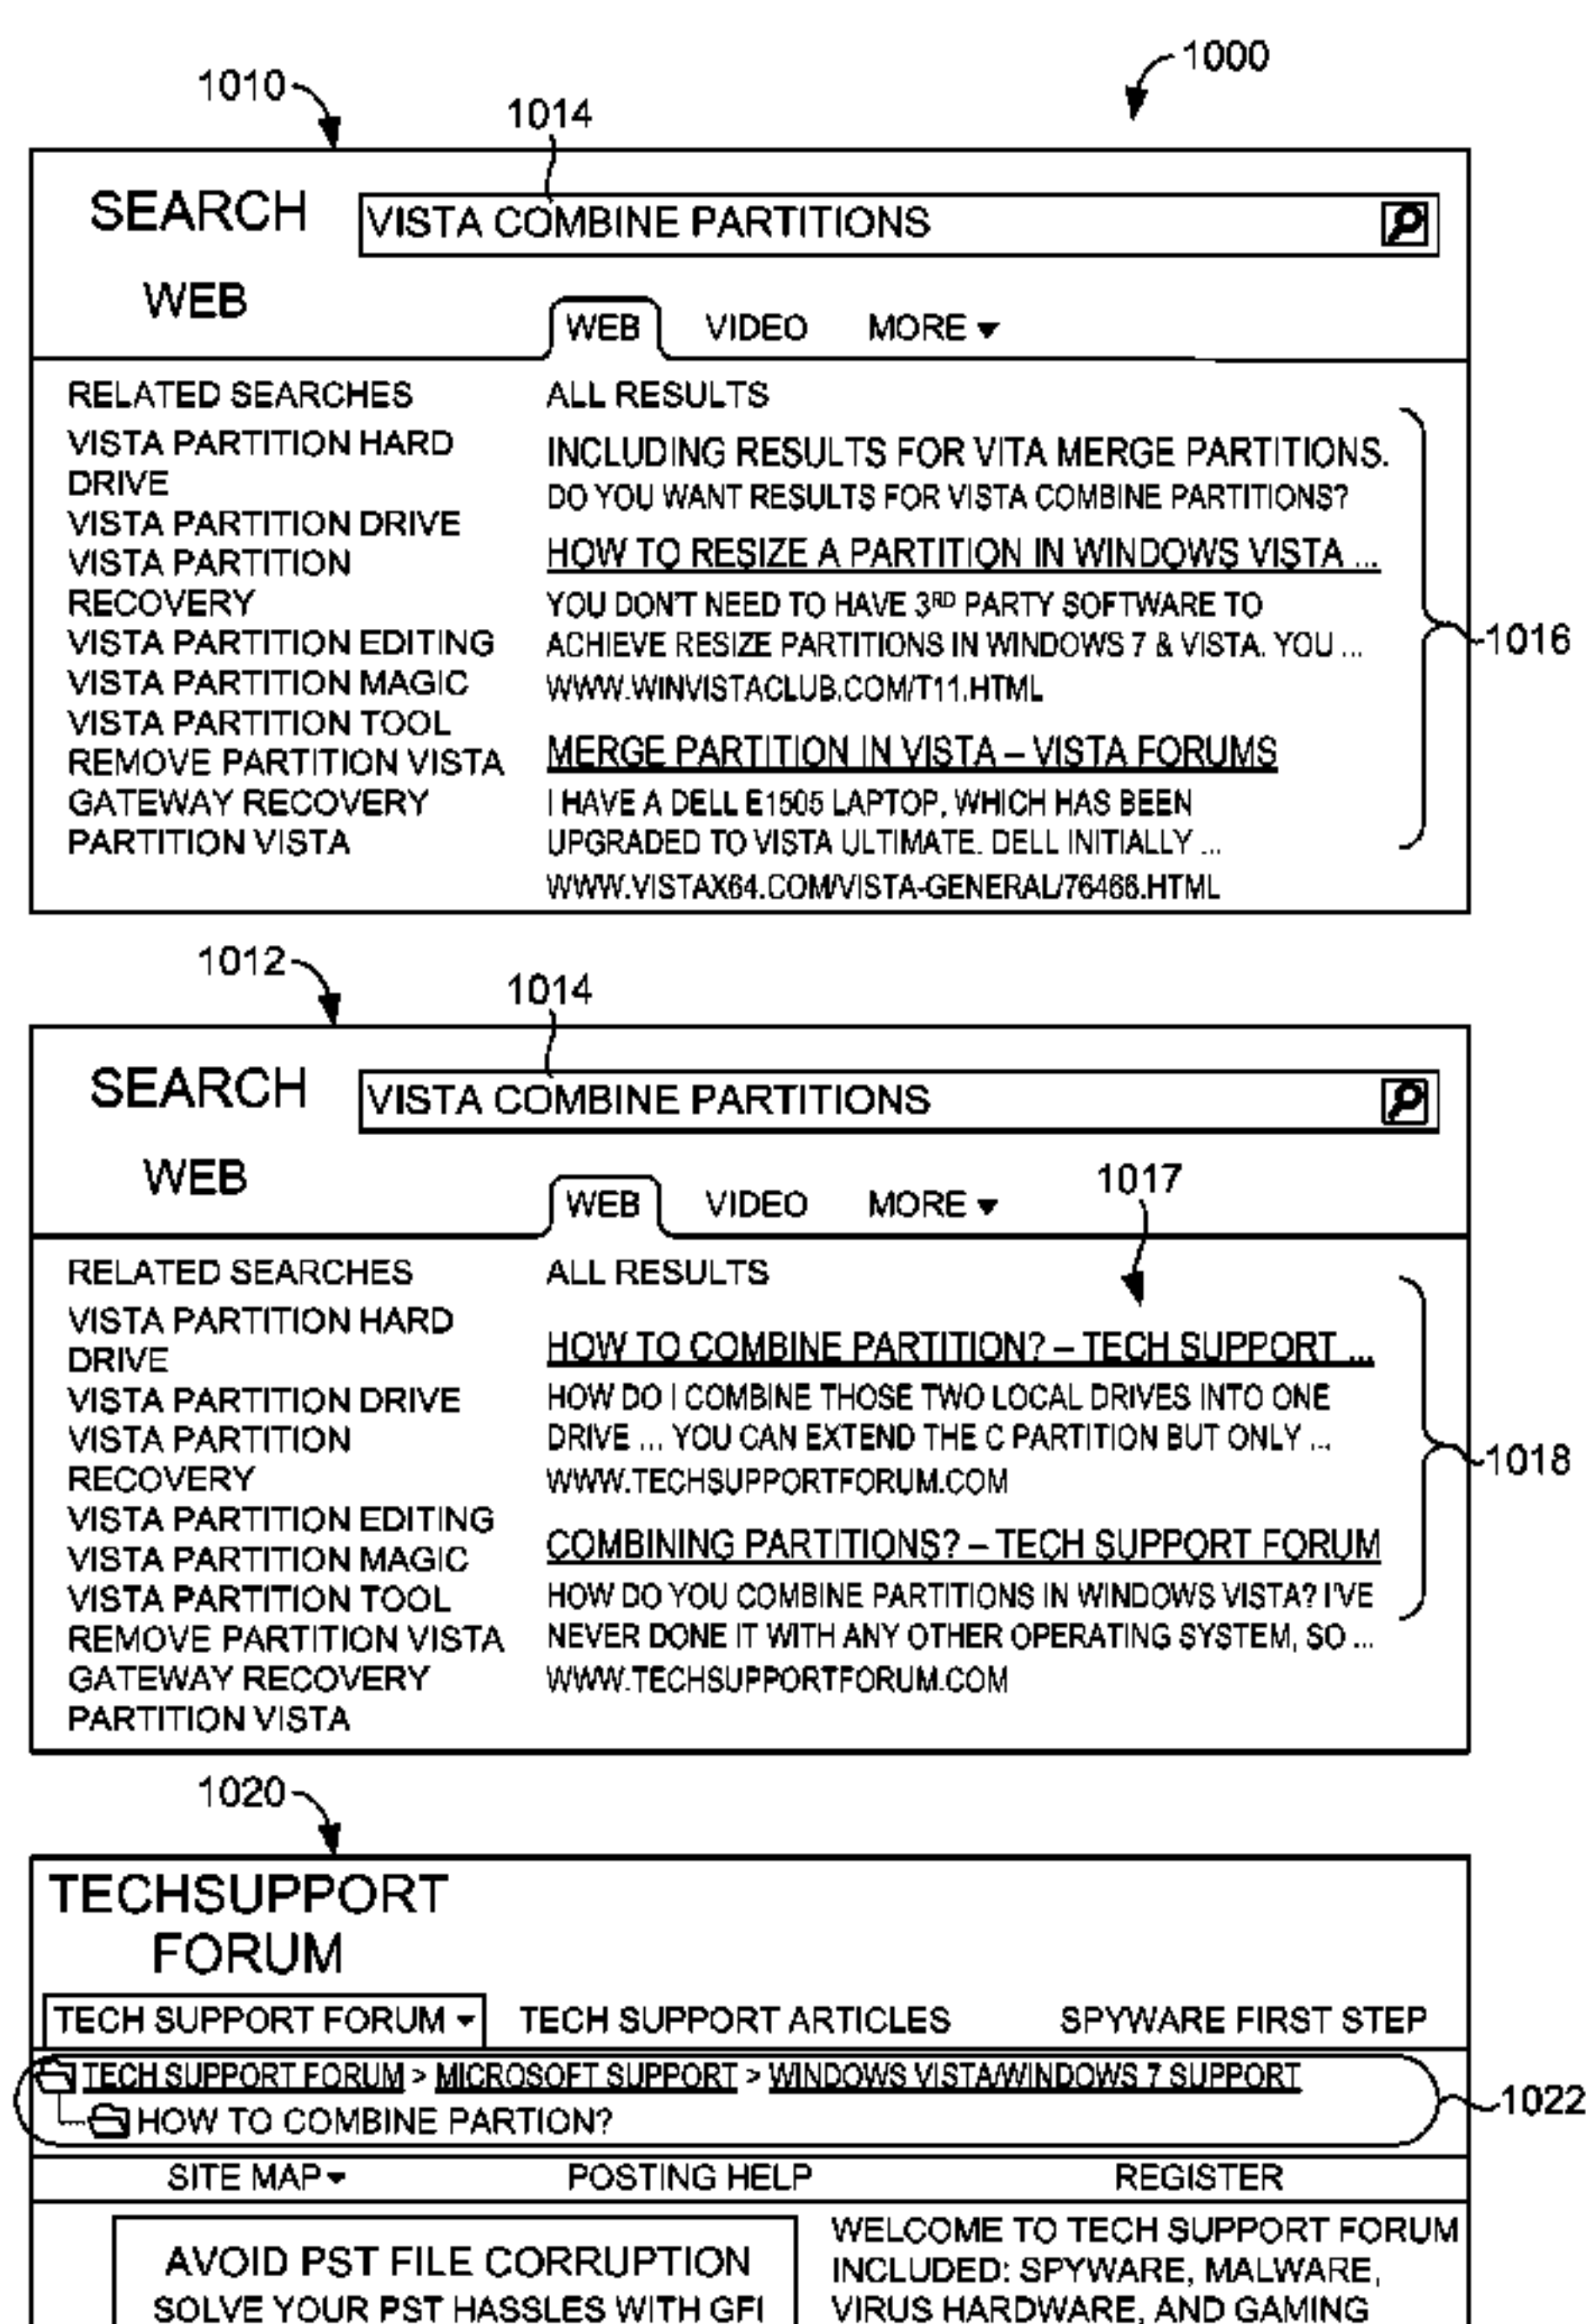 1000
1010
1014
SEARCH
VISTA COMBINE PARTITIONS
WEB
WEB VIDEO MORE
RELATED SEARCHES
VISTA PARTITION HARD
DRIVE
VISTA PARTITION DRIVE
VISTA PARTITION
RECOVERY
VISTA PARTITION EDITING
VISTA PARTITION MAGIC
VISTA PARTITION TOOL
REMOVE PARTITION VISTA
GATEWAY RECOVERY
PARTITION VISTA
ALL RESULTS
INCLUDING RESULTS FOR VITA MERGE PARTITIONS.
DO YOU WANT RESULTS FOR VISTA COMBINE PARTITIONS?
HOW TO RESIZE A PARTITION IN WINDOWS VISTA ...
YOU DON'T NEED TO HAVE 3RD PARTY SOFTWARE TO
ACHIEVE RESIZE PARTITIONS IN WINDOWS 7 & VISTA. YOU ...
WWW.WINVISTACLUB.COM/T11.HTML
MERGE PARTITION IN VISTA – VISTA FORUMS
I HAVE A DELL E1505 LAPTOP, WHICH HAS BEEN
UPGRADED TO VISTA ULTIMATE. DELL INITIALLY ...
WWW.VISTAX64.COM/VISTA-GENERAL/76466.HTML
1016
1012
1014
SEARCH
VISTA COMBINE PARTITIONS
WEB
WEB VIDEO MORE
1017
RELATED SEARCHES
VISTA PARTITION HARD
DRIVE
VISTA PARTITION DRIVE
VISTA PARTITION
RECOVERY
VISTA PARTITION EDITING
VISTA PARTITION MAGIC
VISTA PARTITION TOOL
REMOVE PARTITION VISTA
GATEWAY RECOVERY
PARTITION VISTA
ALL RESULTS
HOW TO COMBINE PARTITION? – TECH SUPPORT ...
HOW DO I COMBINE THOSE TWO LOCAL DRIVES INTO ONE
DRIVE ... YOU CAN EXTEND THE C PARTITION BUT ONLY ...
WWW.TECHSUPPORTFORUM.COM
COMBINING PARTITIONS? – TECH SUPPORT FORUM
HOW DO YOU COMBINE PARTITIONS IN WINDOWS VISTA? I'VE
NEVER DONE IT WITH ANY OTHER OPERATING SYSTEM, SO ...
WWW.TECHSUPPORTFORUM.COM
1018
1020
TECHSUPPORT
FORUM
TECH SUPPORT FORUM TECH SUPPORT ARTICLES SPYWARE FIRST STEP
TECH SUPPORT FORUM > MICROSOFT SUPPORT > WINDOWS VISTA/WINDOWS 7 SUPPORT
HOW TO COMBINE PARTION?
1022
SITE MAP POSTING HELP REGISTER
AVOID PST FILE CORRUPTION
SOLVE YOUR PST HASSLES WITH GFI
WELCOME TO TECH SUPPORT FORUM
INCLUDED: SPYWARE, MALWARE,
VIRUS HARDWARE, AND GAMING